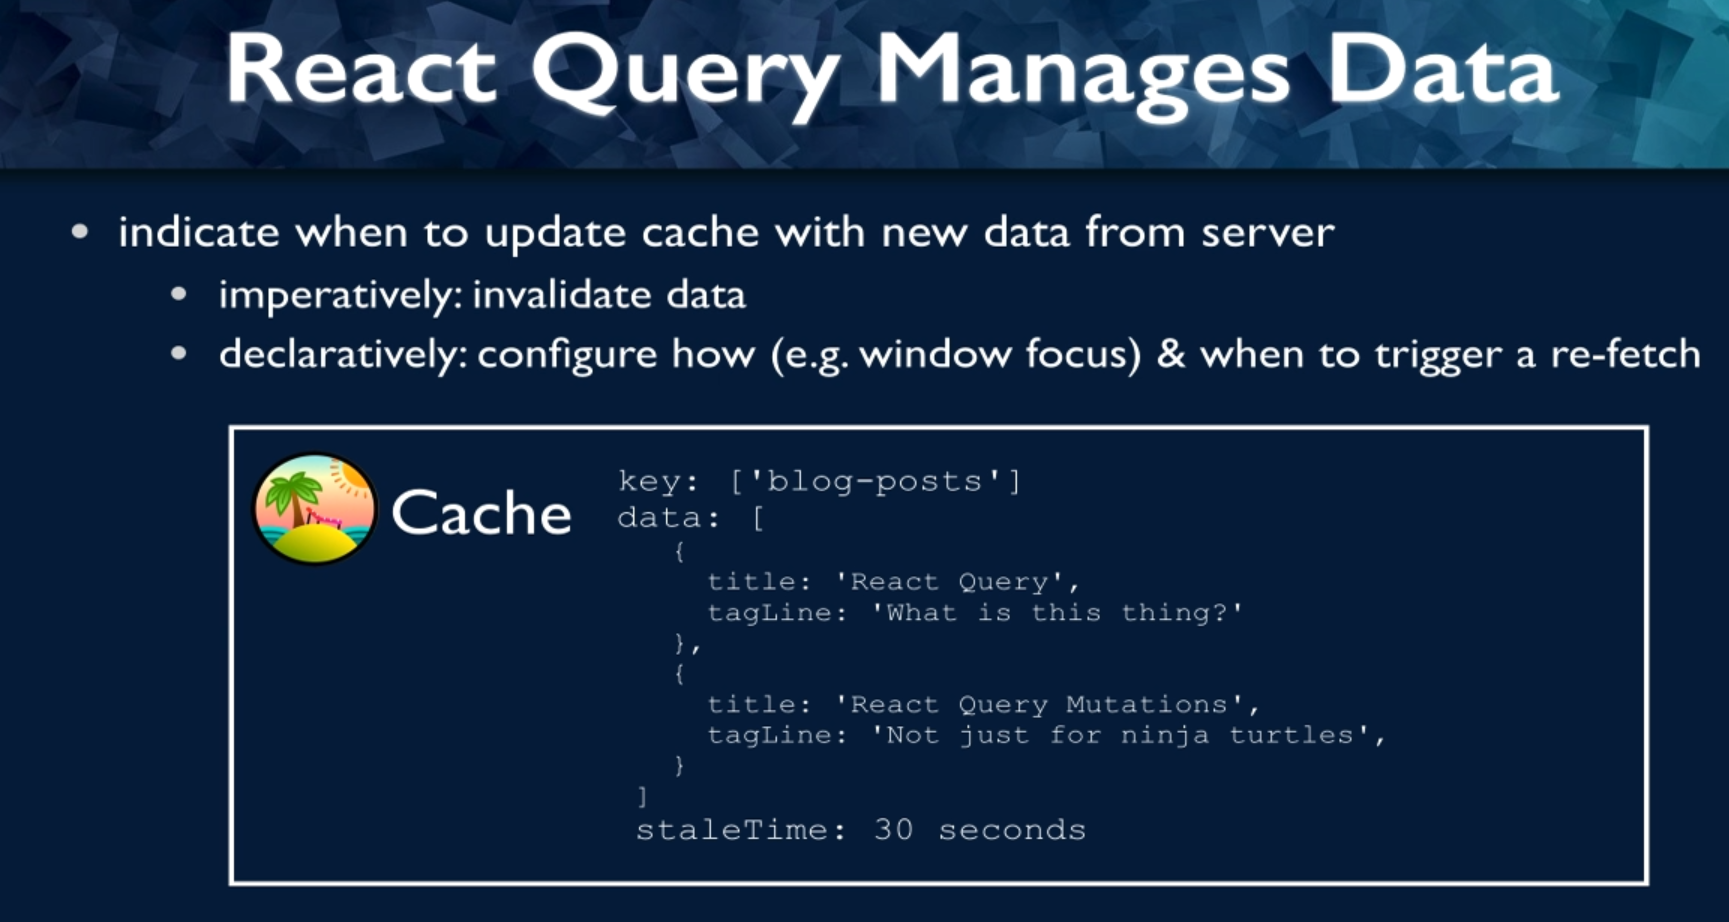 React Query Manages Data
• indicate when to update cache with new data from server
• imperatively: invalidate data
• declaratively: configure how (e.g. window focus) & when to trigger a re-fetch
Cache
key: ['blog-posts']
data: [
{
title: 'React Query',
tagLine: 'What is this thing?'
},
{
title: 'React Query Mutations',
tagLine: 'Not just for ninja turtles',
}
]
staleTime: 30 seconds